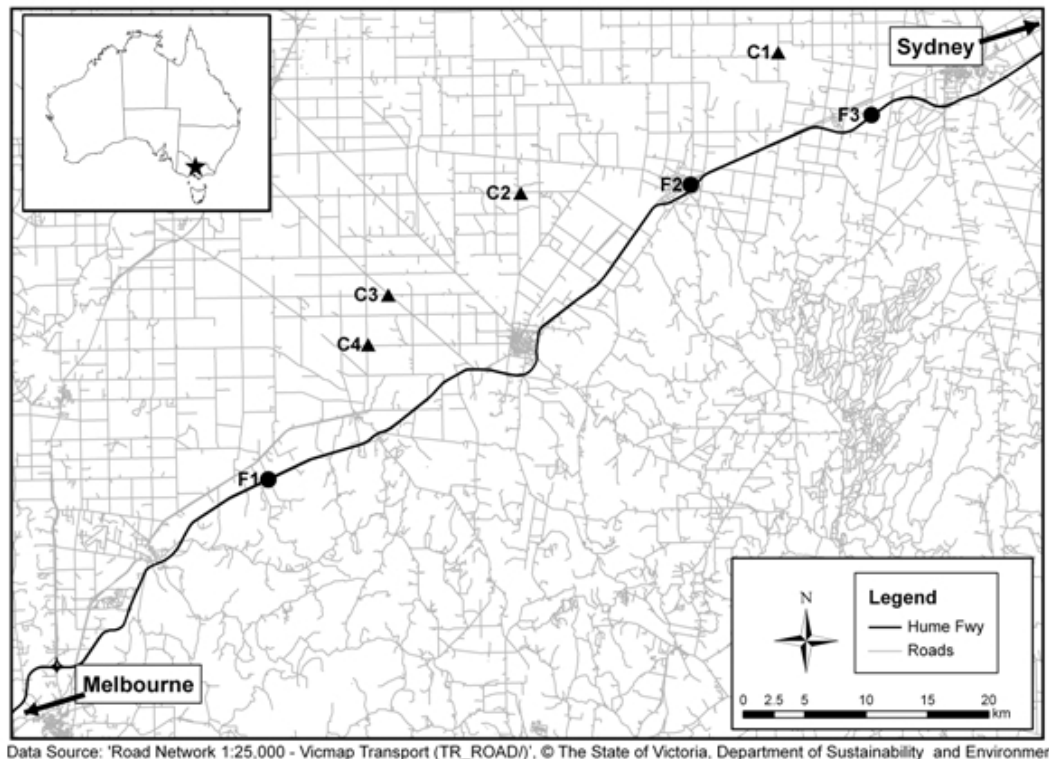 Sydney
C1
F3
F2
C2
C3
C4
F1
Melbourne
N
Legend
Hume Fwy
Roads
0 2.5 5 10 15 20
km
Data Source: 'Road Network 1:25,000 - Vicmap Transport (TR_ROAD/)', © The State of Victoria, Department of Sustainability and Environmen